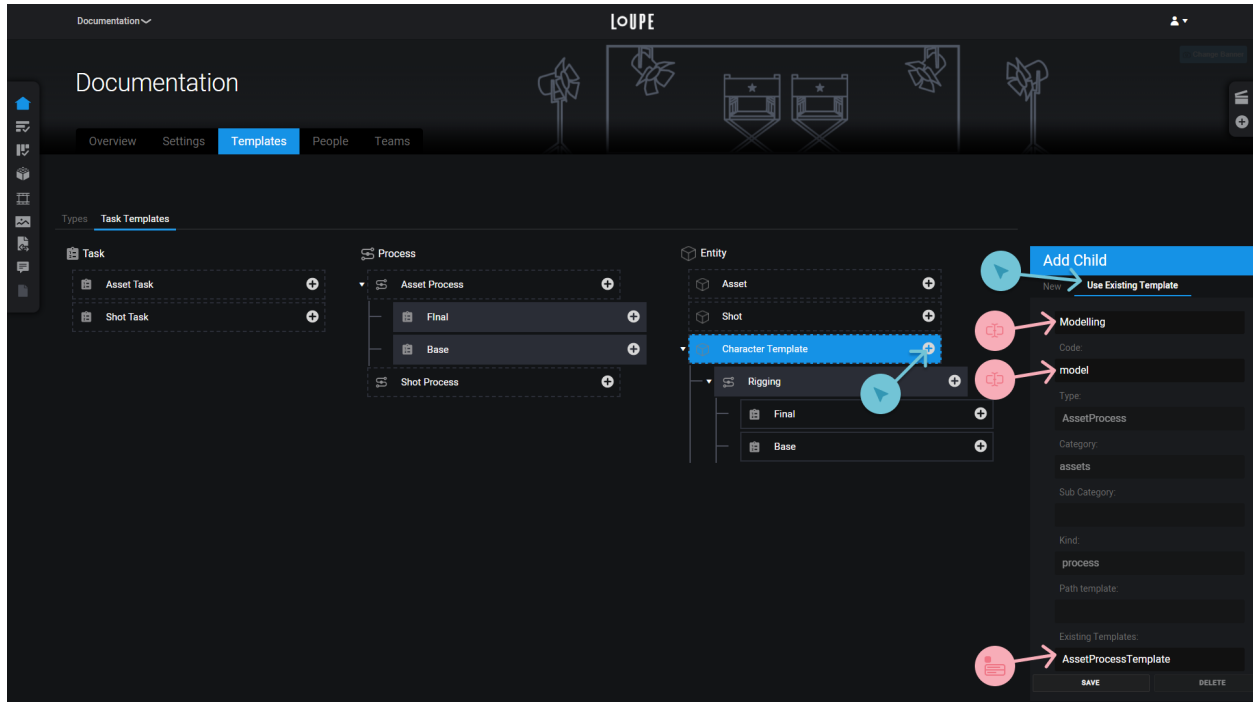 Documentation
LOUPE
Change Banner
Documentation
Overview Settings Templates People Teams
Types Task Templates
Task
Asset Task
Shot Task
Process
Asset Process
FInal
Base
Shot Process
Entity
Asset
Shot
Character Template
Rigging
Final
Base
Add Child
New Use Existing Template
Modelling
Code:
model
Type:
AssetProcess
Category:
assets
Sub Category:
Kind:
process
Path template:
Existing Templates:
AssetProcessTemplate
SAVE DELETE